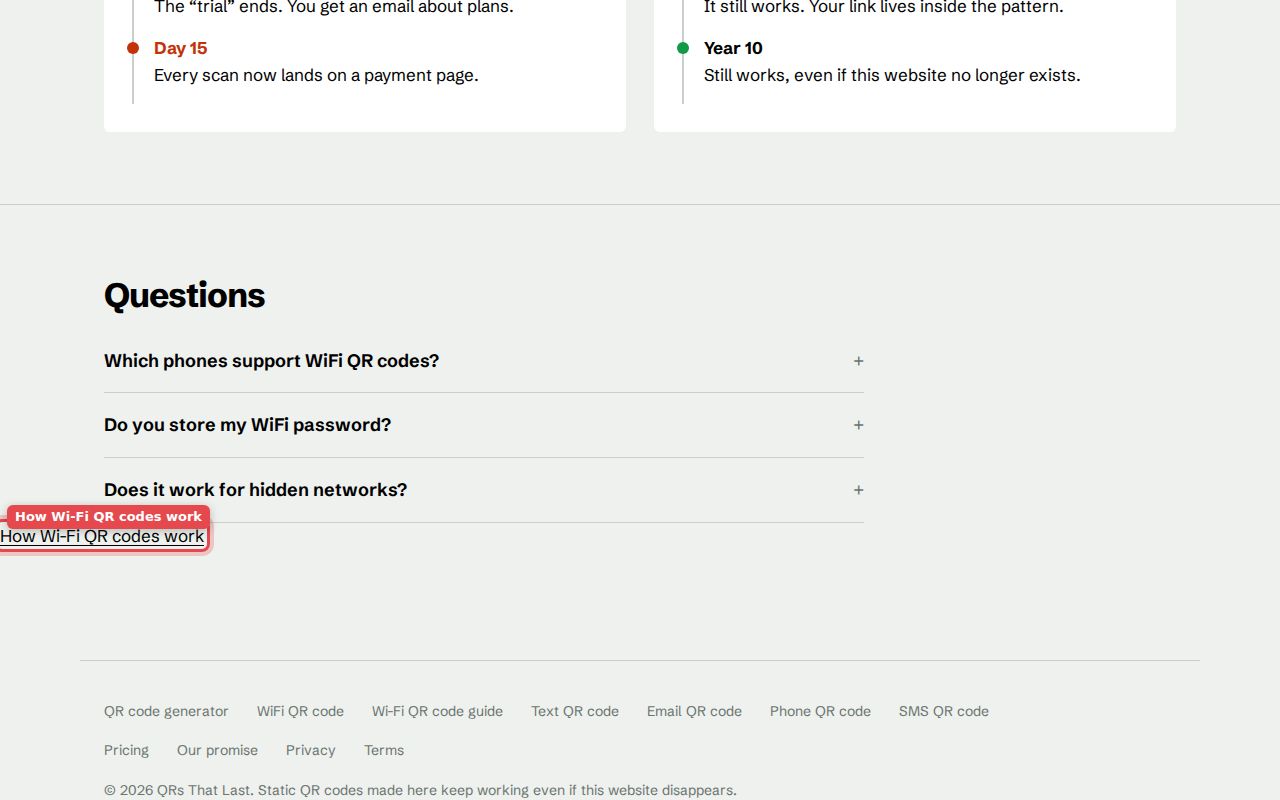 The “trial” ends. You get an email about plans.
Day 15
Every scan now lands on a payment page.
It still works. Your link lives inside the pattern.
Year 10
Still works, even if this website no longer exists.
Questions
Which phones support WiFi QR codes? +
Do you store my WiFi password? +
Does it work for hidden networks? +
How Wi-Fi QR codes work
How Wi-Fi QR codes work
QR code generator WiFi QR code Wi-Fi QR code guide Text QR code Email QR code Phone QR code SMS QR code
Pricing Our promise Privacy Terms
© 2026 QRs That Last. Static QR codes made here keep working even if this website disappears.